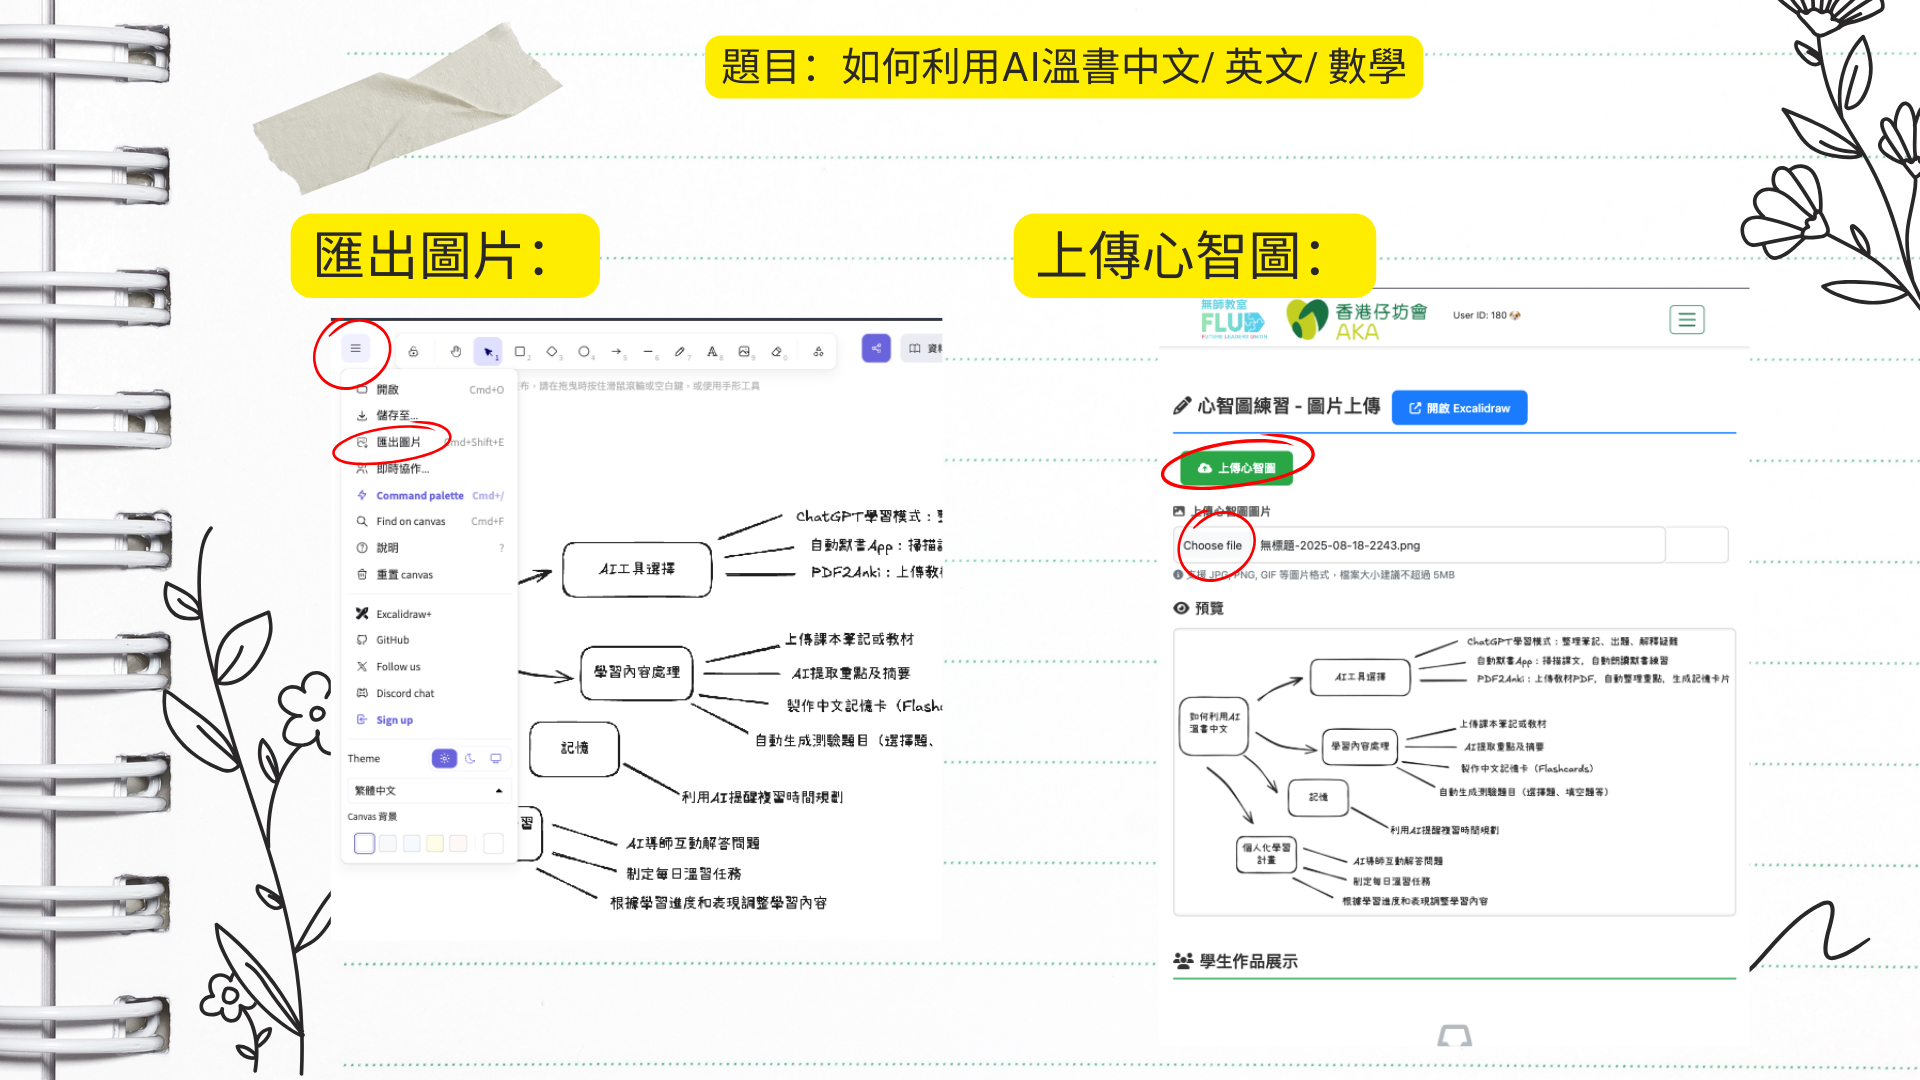 題目：如何利用AI溫書中文/ 英文/ 數學
匯出圖片：
1
2
3
4
5
6
7
8
9
0
資料
布，請在拖曳時按住滑鼠滾輪或空白鍵，或使用手形工具
開啟 Cmd+O
儲存至...
匯出圖片 Cmd+Shift+E
即時協作...
Command palette Cmd+/
Find on canvas Cmd+F
說明 ?
重置 canvas
Excalidraw+
GitHub
Follow us
Discord chat
Sign up
Theme
繁體中文
Canvas 背景
ChatGPT學習模式：
自動默書App：掃描
AI工具選擇
PDF2Anki：上傳教材
上傳課本筆記或教材
學習內容處理
AI提取重點及摘要
製作中文記憶卡（Flash
自動生成測驗題目（選擇題、
記憶
利用AI提醒複習時間規劃
習
AI導師互動解答問題
制定每日溫習任務
根據學習進度和表現調整學習內容
上傳心智圖：
無師教室
FLU
FUTURE LEADERS UNION
香港仔坊會
AKA
User ID: 180
心智圖練習 - 圖片上傳
開啟 Excalidraw
上傳心智圖
上傳心智圖圖片
Choose file 無標題-2025-08-18-2243.png
支援 JPG, PNG, GIF 等圖片格式，檔案大小建議不超過 5MB
預覽
ChatGPT學習模式：整理筆記、出題、解釋疑難
自動默書App：掃描課文，自動朗讀默書練習
AI工具選擇
PDF2Anki：上傳教材PDF，自動整理重點，生成記憶卡片
如何利用AI
溫書中文
上傳課本筆記或教材
學習內容處理
AI提取重點及摘要
製作中文記憶卡（Flashcards）
自動生成測驗題目（選擇題、填空題等）
記憶
利用AI提醒複習時間規劃
個人化學習
計畫
AI導師互動解答問題
制定每日溫習任務
根據學習進度和表現調整學習內容
學生作品展示